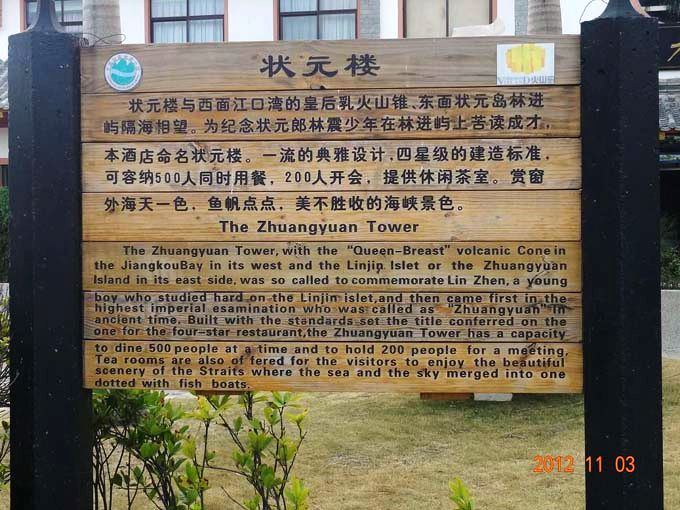 状元楼
火山岛
状元楼与西面江口湾的皇后乳火山锥、东面状元岛林进
屿隔海相望。为纪念状元郎林震少年在林进屿上苦读成才，
本酒店命名状元楼。一流的典雅设计，四星级的建造标准，
可容纳500人同时用餐，200人开会，提供休闲茶室。赏窗
外海天一色，鱼帆点点，美不胜收的海峡景色。
The Zhuangyuan Tower
The Zhuangyuan Tower, with the "Queen-Breast" volcanic Cone in
the JiangkouBay in its west and the Linjin Islet or the Zhuangyuan
Island in its east side, was so called to commemorate Lin Zhen, a young
boy who studied hard on the Linjin islet,and then came first in the
highest imperial esamination who was called as "Zhuangyuan" in
ancient time. Built with the standards set the title conferred on the
one for the four-star restaurant,the Zhuangyuan Tower has a capacity
to dine 500 people at a time and to hold 200 people for a meeting.
Tea rooms are also of fered for the visitors to enjoy the beautiful
scenery of the Straits where the sea and the sky merged into one
dotted with fish boats.
2012 11 03